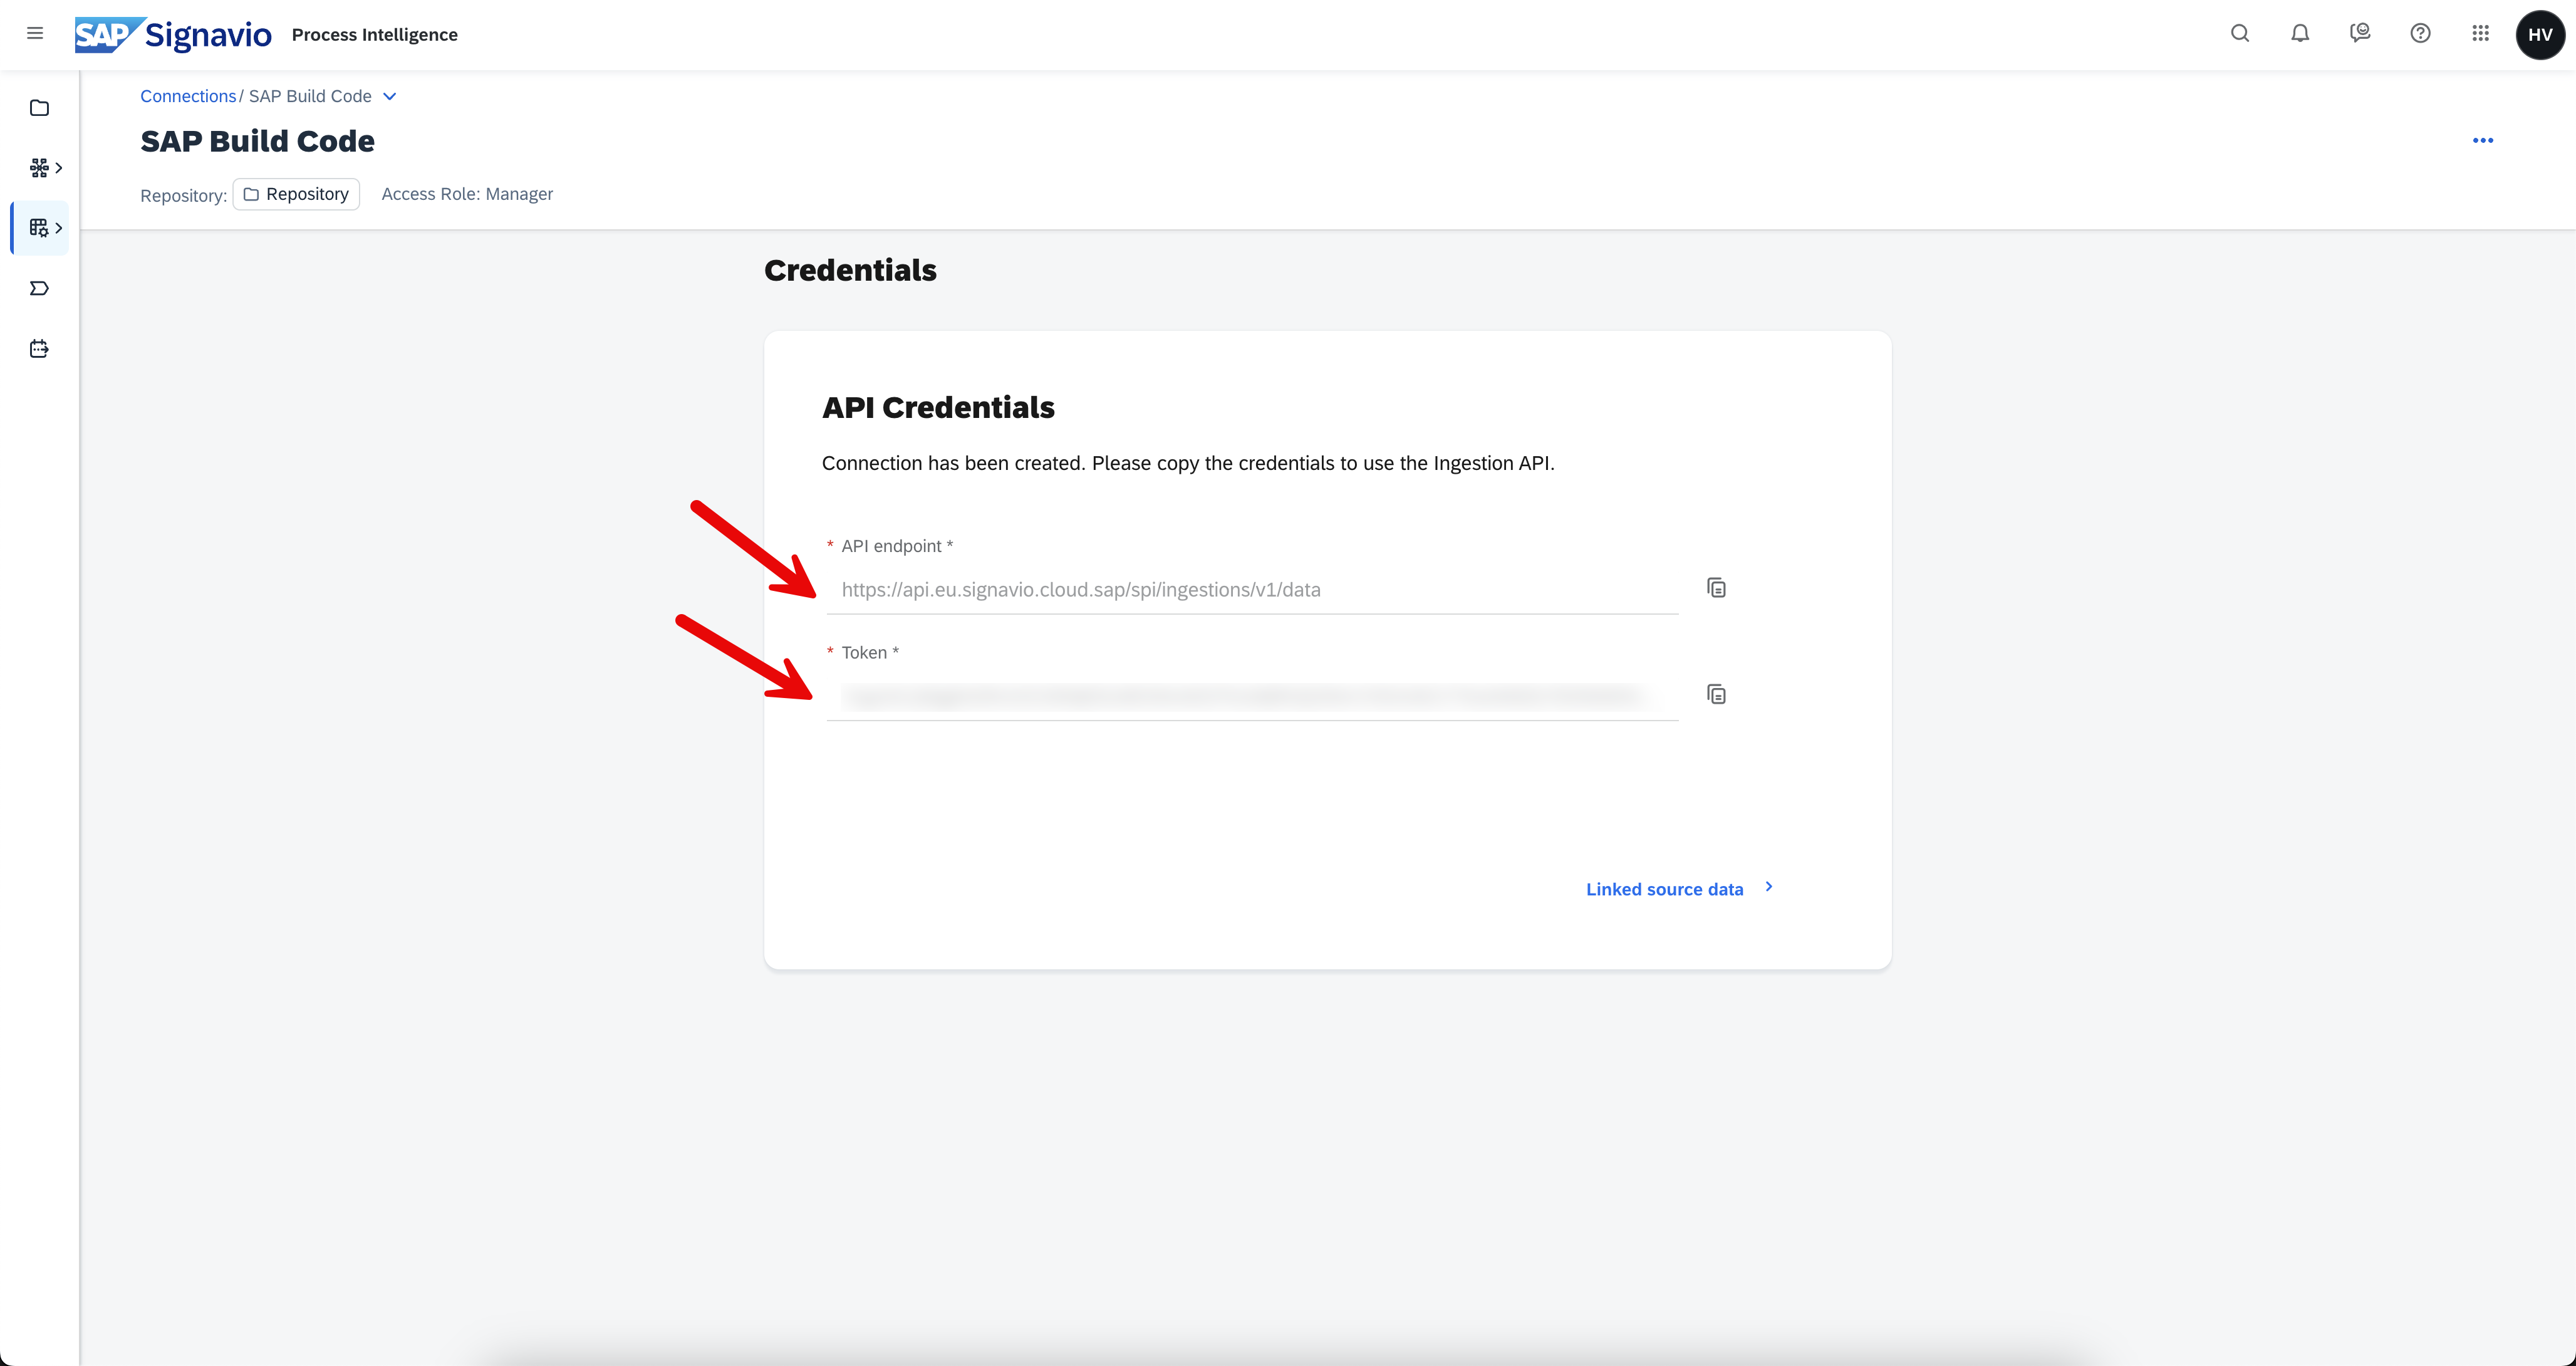 SAP Signavio Process Intelligence
HV
Connections / SAP Build Code
SAP Build Code
Repository: Repository Access Role: Manager
Credentials
API Credentials
Connection has been created. Please copy the credentials to use the Ingestion API.
* API endpoint *
https://api.eu.signavio.cloud.sap/spi/ingestions/v1/data
* Token *
Linked source data